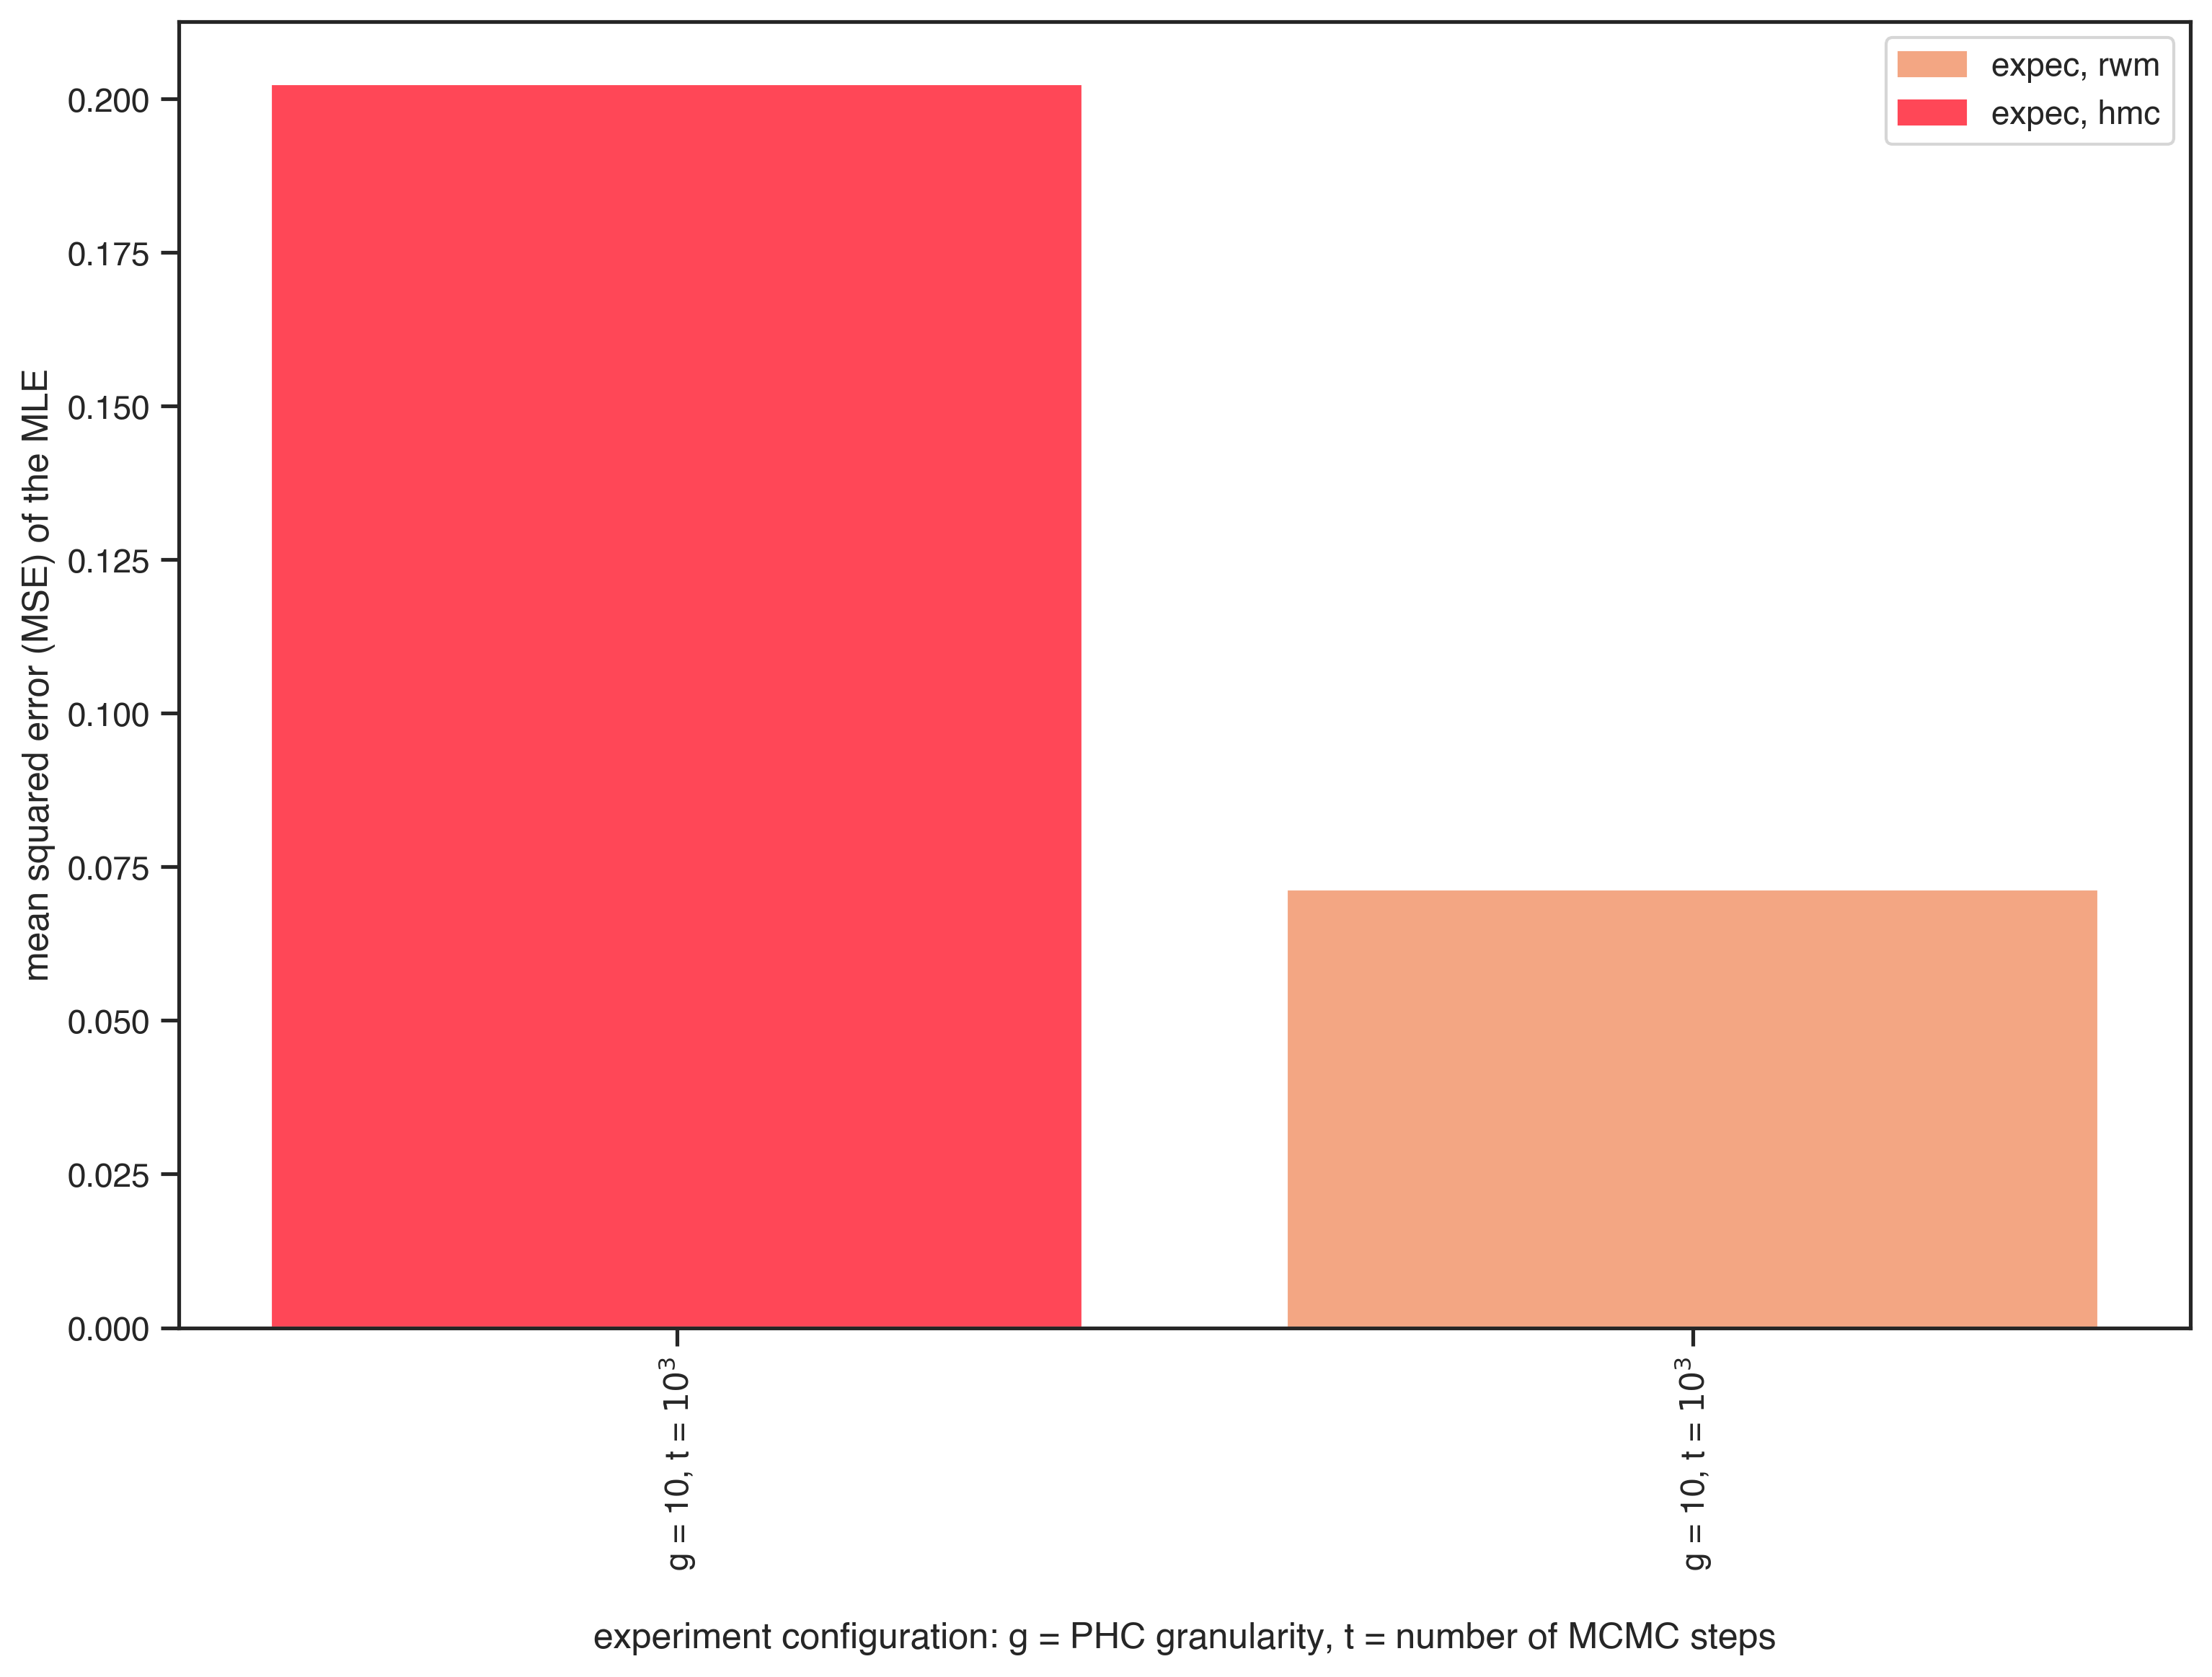 expec, rwm
expec, hmc
mean squared error (MSE) of the MLE
0.200
0.175
0.150
0.125
0.100
0.075
0.050
0.025
0.000
g = 10, t = 10³
g = 10, t = 10³
experiment configuration: g = PHC granularity, t = number of MCMC steps